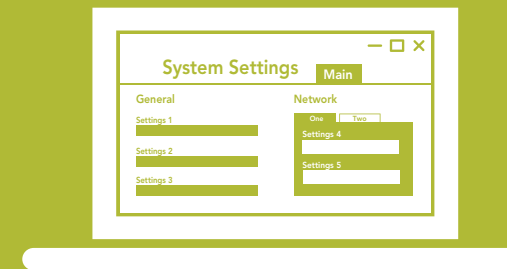 System Settings
Main
General
Settings 1
Settings 2
Settings 3
Network
One
Two
Settings 4
Settings 5